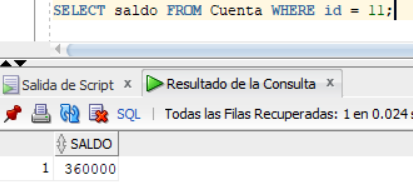 SELECT saldo FROM Cuenta WHERE id = 11;
Salida de Script x Resultado de la Consulta x
SQL | Todas las Filas Recuperadas: 1 en 0.024 s
SALDO
1 360000